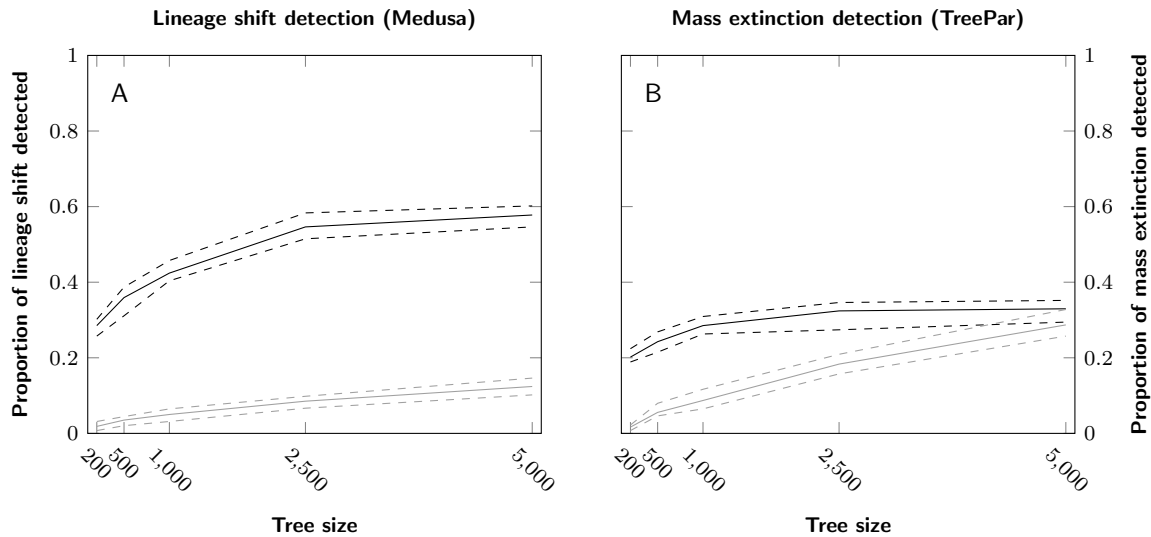 Lineage shift detection (Medusa)
Mass extinction detection (TreePar)
A
B
Proportion of lineage shift detected
1
0.8
0.6
0.4
0.2
0
200
500
1,000
2,500
5,000
Tree size
200
500
1,000
2,500
5,000
Tree size
1
0.8
0.6
0.4
0.2
0
Proportion of mass extinction detected